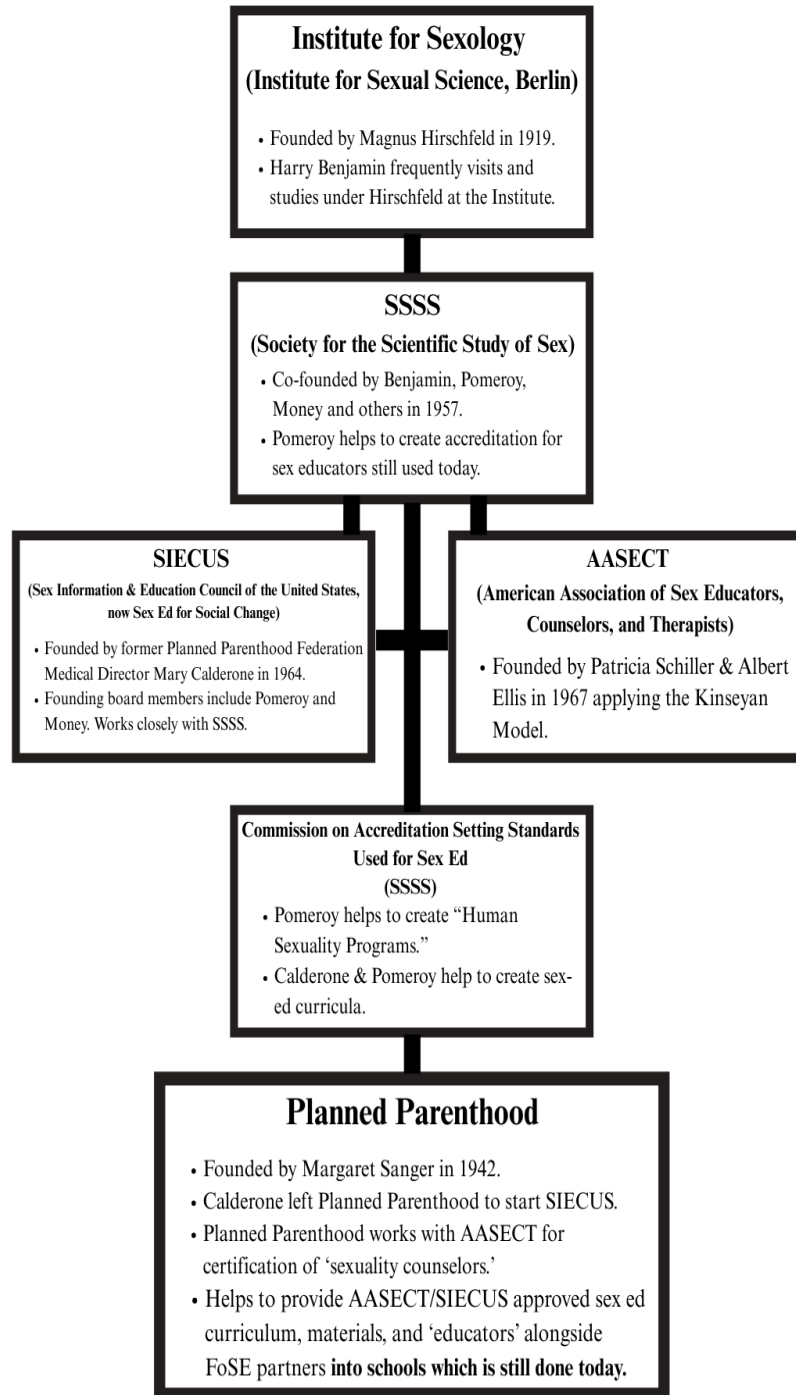 Institute for Sexology
(Institute for Sexual Science, Berlin)
• Founded by Magnus Hirschfeld in 1919.
• Harry Benjamin frequently visits and
studies under Hirschfeld at the Institute.
SSSS
(Society for the Scientific Study of Sex)
• Co-founded by Benjamin, Pomeroy,
Money and others in 1957.
• Pomeroy helps to create accreditation for
sex educators still used today.
SIECUS
(Sex Information & Education Council of the United States,
now Sex Ed for Social Change)
• Founded by former Planned Parenthood Federation
Medical Director Mary Calderone in 1964.
• Founding board members include Pomeroy and
Money. Works closely with SSSS.
AASECT
(American Association of Sex Educators,
Counselors, and Therapists)
• Founded by Patricia Schiller & Albert
Ellis in 1967 applying the Kinseyan
Model.
Commission on Accreditation Setting Standards
Used for Sex Ed
(SSSS)
• Pomeroy helps to create “Human
Sexuality Programs.”
• Calderone & Pomeroy help to create sex-
ed curricula.
Planned Parenthood
• Founded by Margaret Sanger in 1942.
• Calderone left Planned Parenthood to start SIECUS.
• Planned Parenthood works with AASECT for
certification of ‘sexuality counselors.’
• Helps to provide AASECT/SIECUS approved sex ed
curriculum, materials, and ‘educators’ alongside
FoSE partners into schools which is still done today.